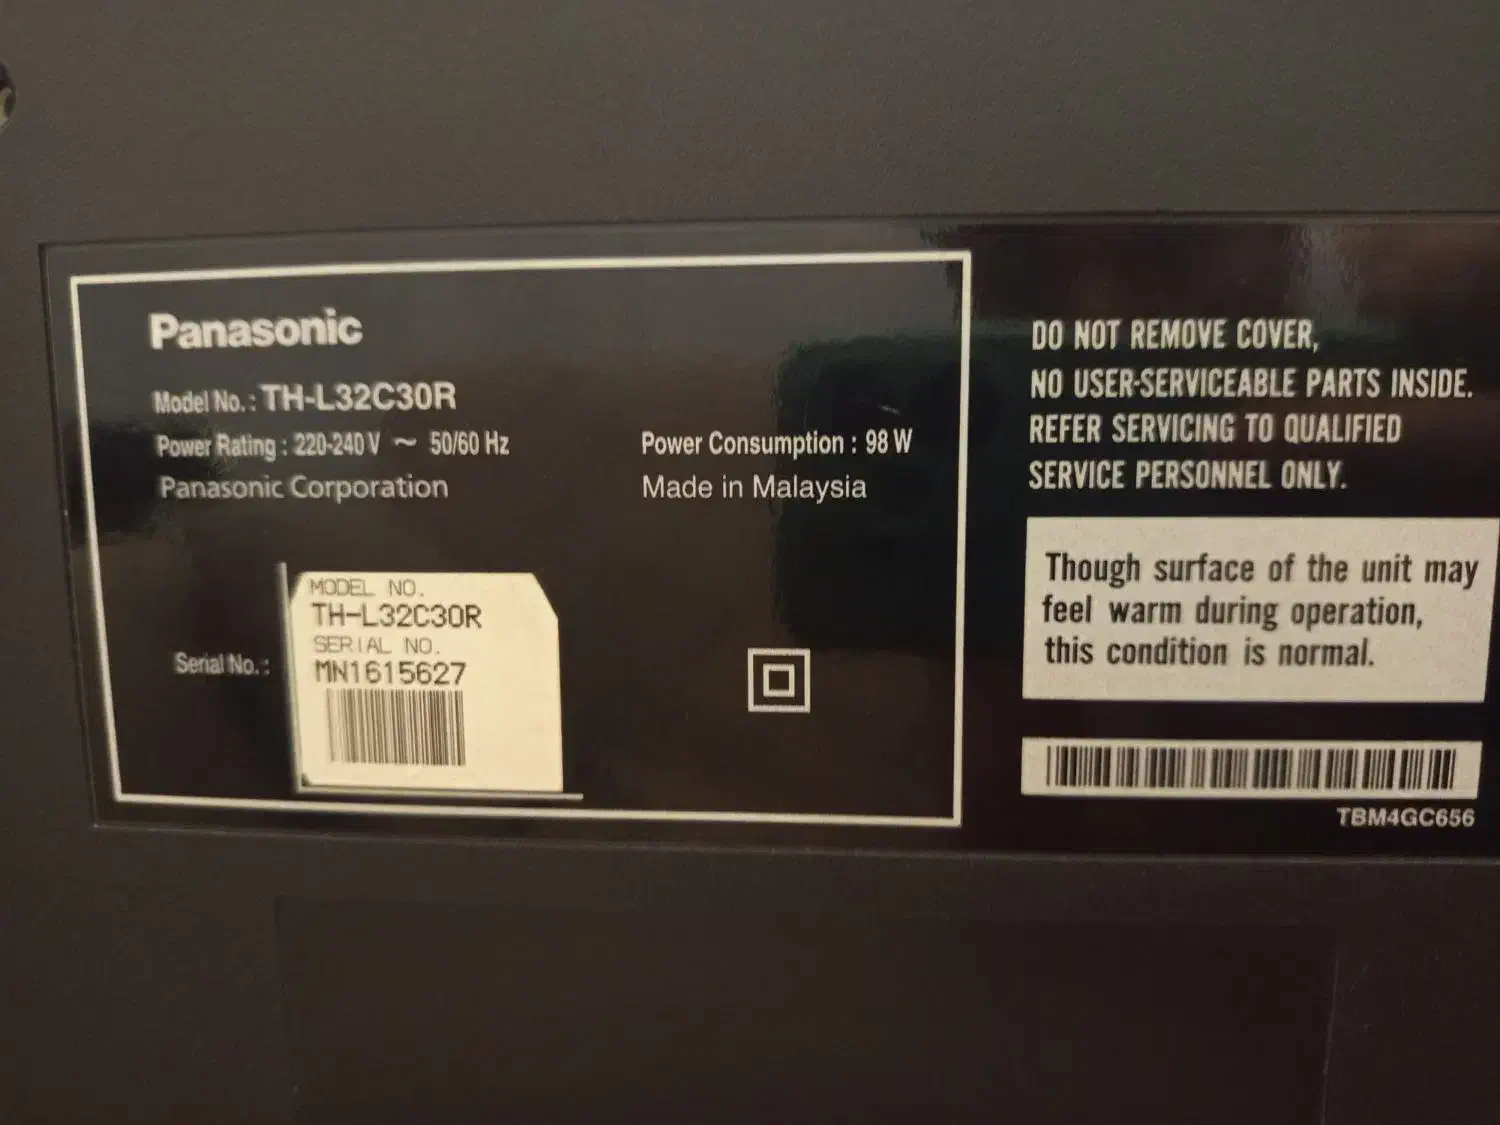 Panasonic
Model No. : TH-L32C30R
Power Rating : 220-240 V ~ 50/60 Hz
Power Consumption : 98 W
Panasonic Corporation
Made in Malaysia
Serial No. :
MODEL NO.
TH-L32C30R
SERIAL NO.
MN1615627
DO NOT REMOVE COVER,
NO USER-SERVICEABLE PARTS INSIDE.
REFER SERVICING TO QUALIFIED
SERVICE PERSONNEL ONLY.
Though surface of the unit may
feel warm during operation,
this condition is normal.
TBM4GC656